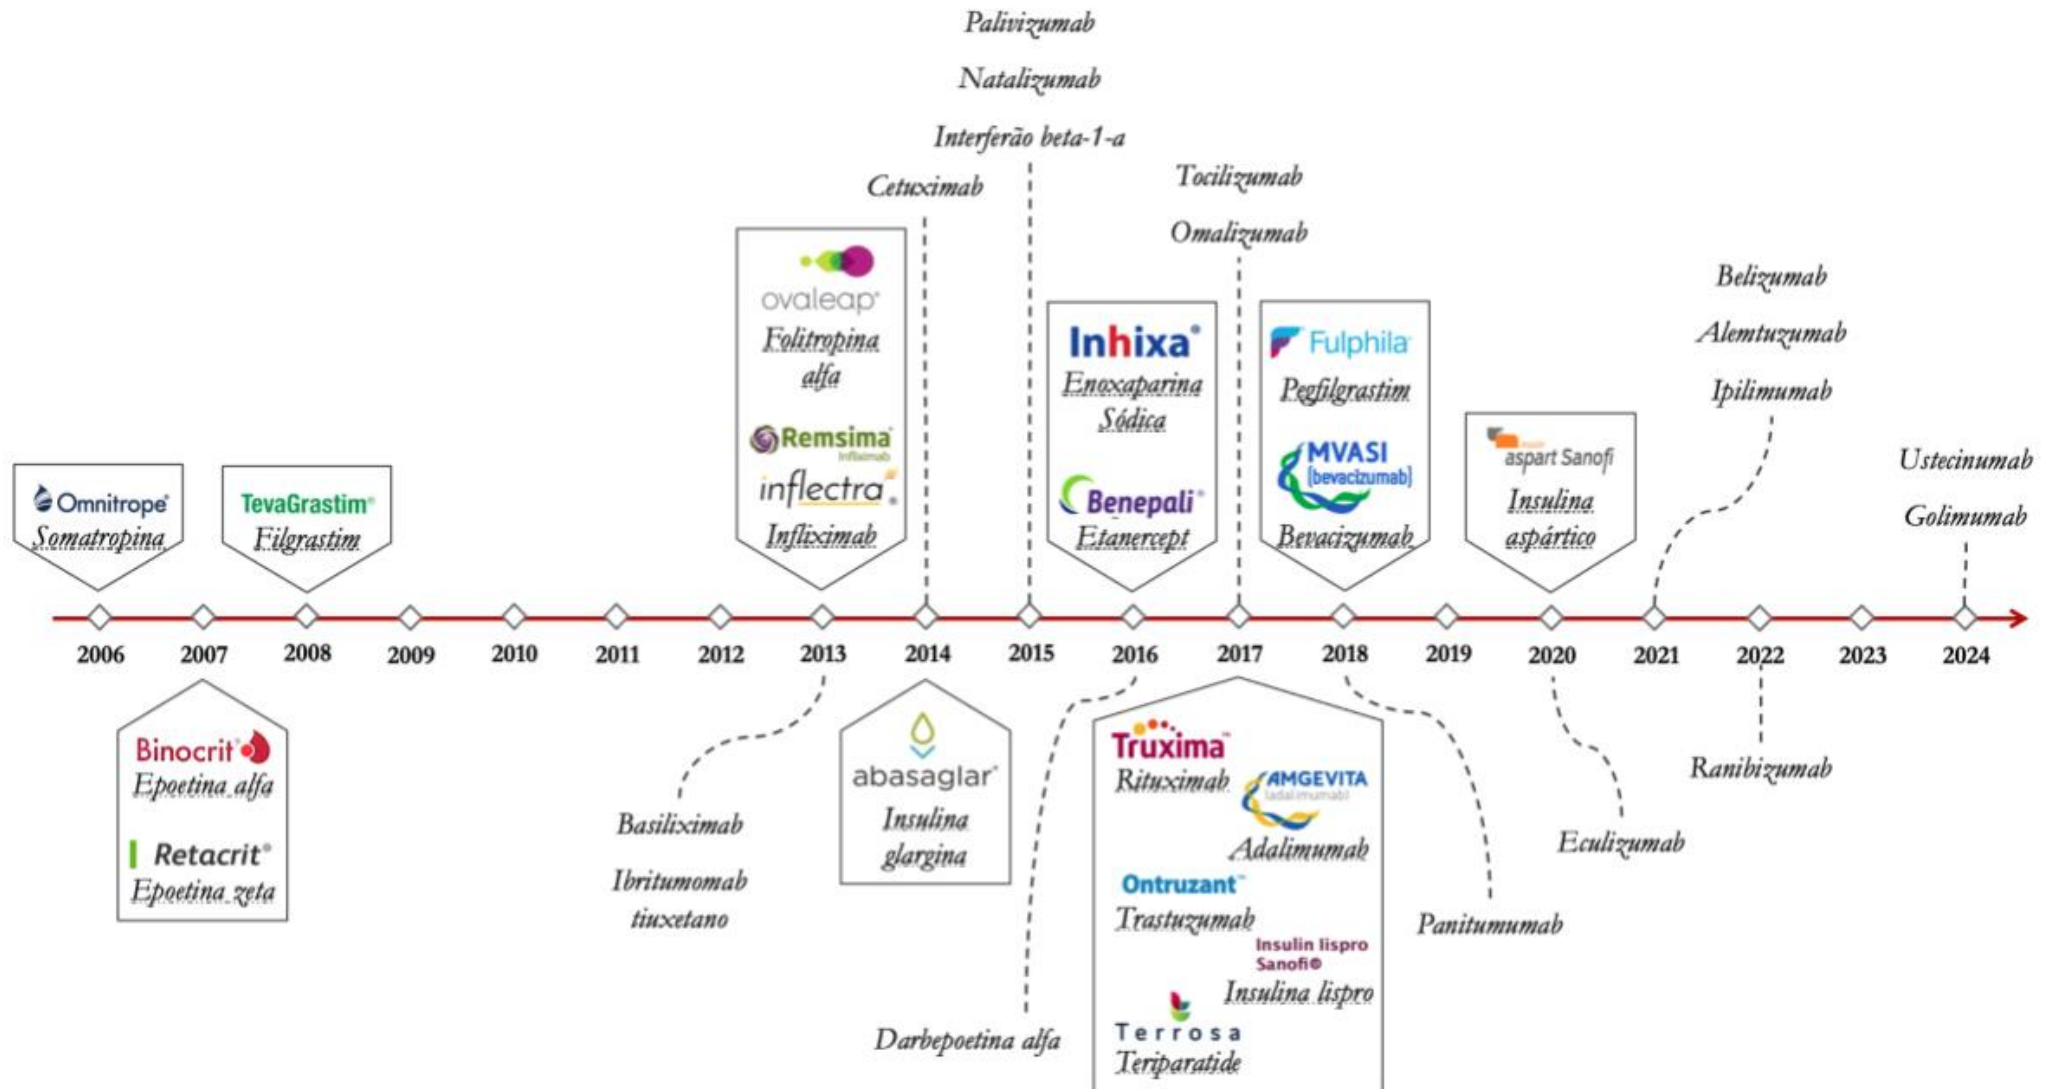 Palivizumab
Natalizumab
Interferão beta-1-a
Cetuximab
Tocilizumab
Omalizumab
Belizumab
Alemtuzumab
Ipilimumab
Ustecinumab
Golimumab
Omnitrope®
Somatropina
TevaGrastim®
Filgrastim
ovaleap®
Folitropina
alfa
Remsima
Infliximab
inflectra®
Infliximab
Inhixa®
Enoxaparina
Sódica
Benepali®
Etanercept
Fulphila
Pegfilgrastim
MVASI
(bevacizumab)
Bevacizumab
aspart Sanofi
Insulina
aspártico
2006 2007 2008 2009 2010 2011 2012 2013 2014 2015 2016 2017 2018 2019 2020 2021 2022 2023 2024
Binocrit
Epoetina alfa
Retacrit®
Epoetina zeta
Basiliximab
Ibritumomab
tiuxetano
abasaglar®
Insulina
glargina
Darbepoetina alfa
Truxima™
Rituximab
AMGEVITA
(adalimumab)
Adalimumab
Ontruzant™
Trastuzumab
Insulin lispro
Sanofi®
Insulina lispro
Terrosa
Teriparatide
Panitumumab
Eculizumab
Ranibizumab